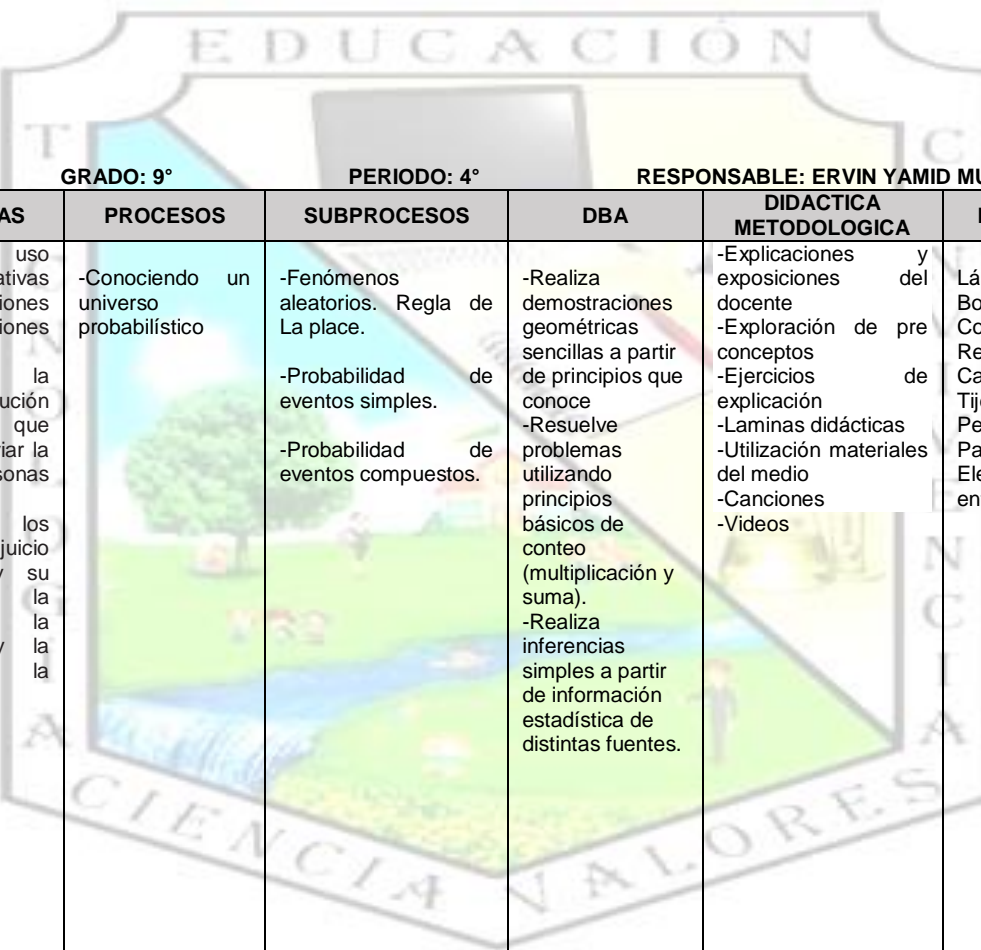 EDUCACIÓN
GRADO: 9° PERIODO: 4° RESPONSABLE: ERVIN YAMID
PROCESOS SUBPROCESOS DBA DIDACTICA
METODOLOGICA
uso
la
que
los
juicio
su
la
la
la
la
-Conociendo un
universo
probabilístico
-Fenómenos
aleatorios. Regla de
La place.
-Probabilidad de
eventos simples.
-Probabilidad de
eventos compuestos.
-Realiza
demostraciones
geométricas
sencillas a partir
de principios que
conoce
-Resuelve
problemas
utilizando
principios
básicos de
conteo
(multiplicación y
suma).
-Realiza
inferencias
simples a partir
de información
estadística de
distintas fuentes.
-Explicaciones y
exposiciones del
docente
-Exploración de pre
conceptos
-Ejercicios de
explicación
-Laminas didácticas
-Utilización materiales
del medio
-Canciones
-Videos
CIENCIA VALORES